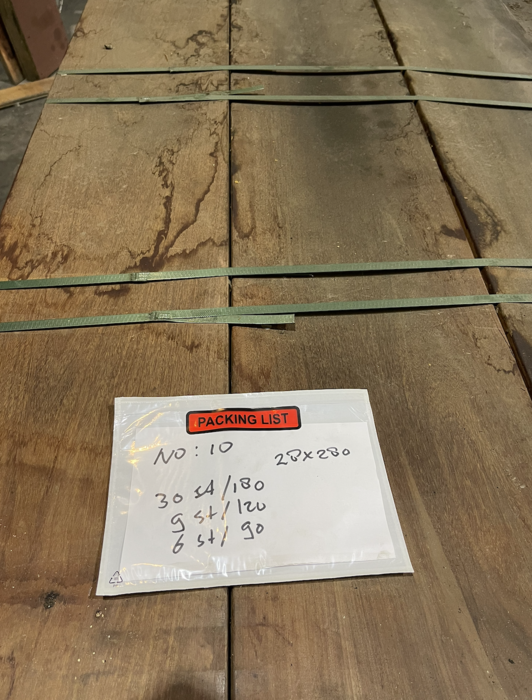 PACKING LIST
NO: 10
28x280
30 st/180
9 st/120
6 st/ 90